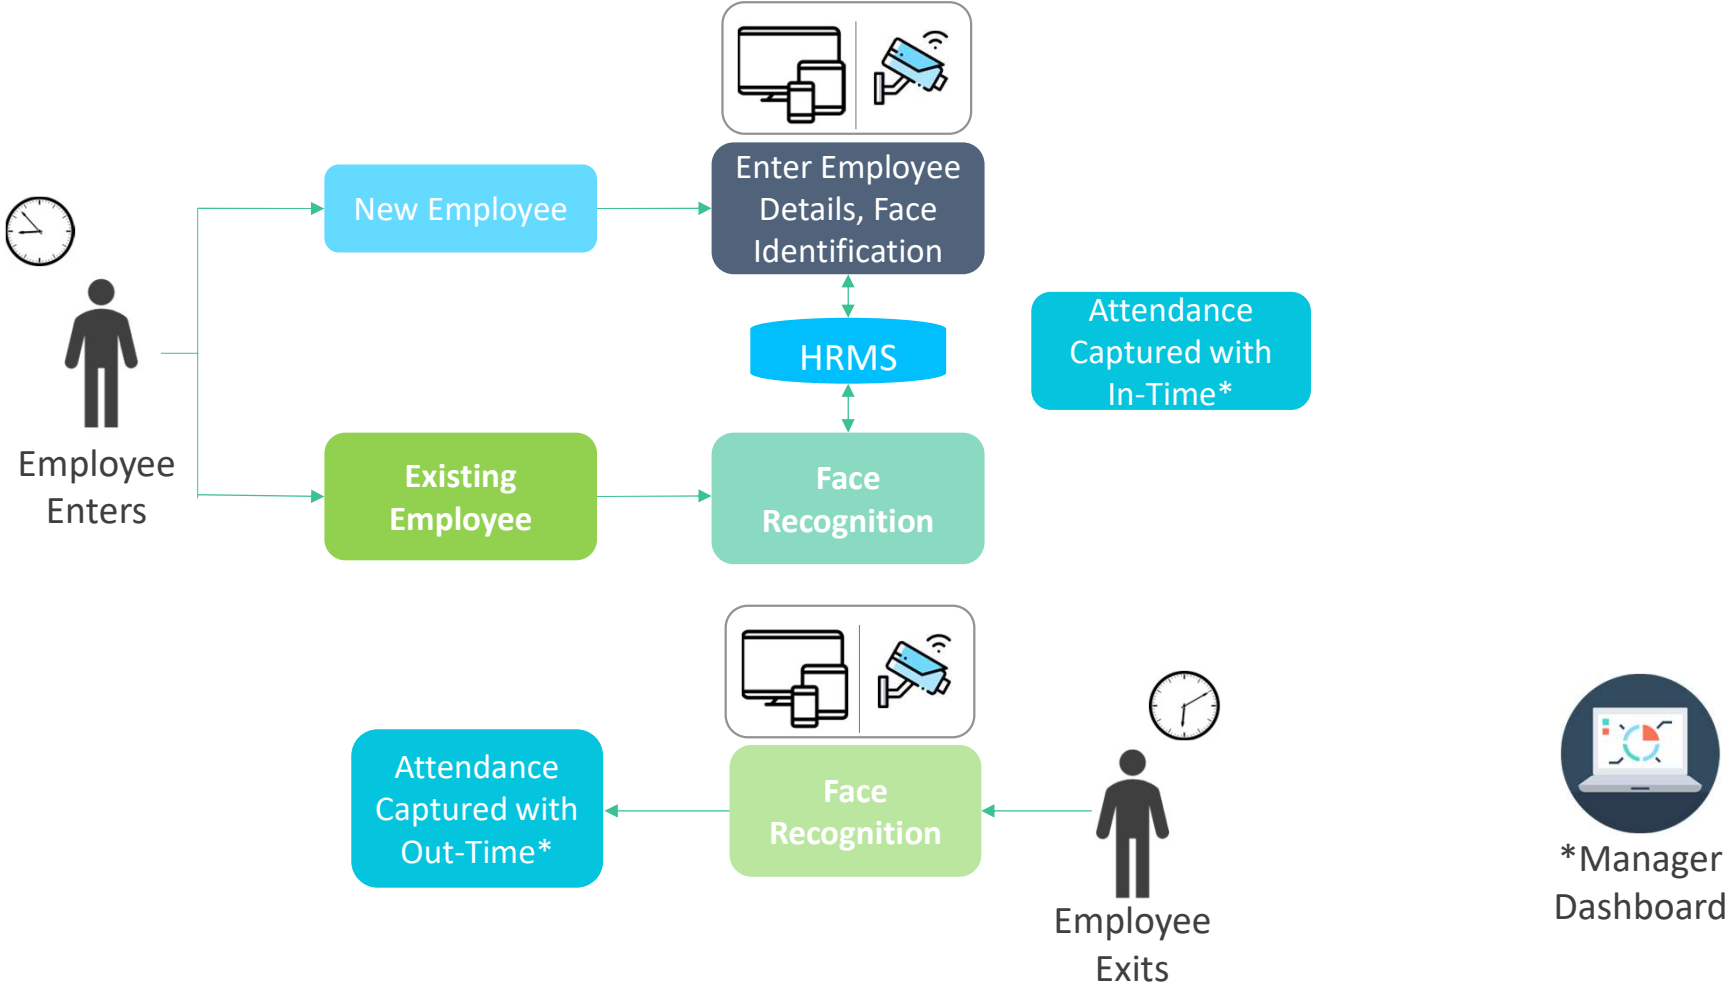 New Employee
Enter Employee
Details, Face
Identification
HRMS
Attendance
Captured with
In-Time*
Employee
Enters
Existing
Employee
Face
Recognition
Attendance
Captured with
Out-Time*
Face
Recognition
Employee
Exits
*Manager
Dashboard